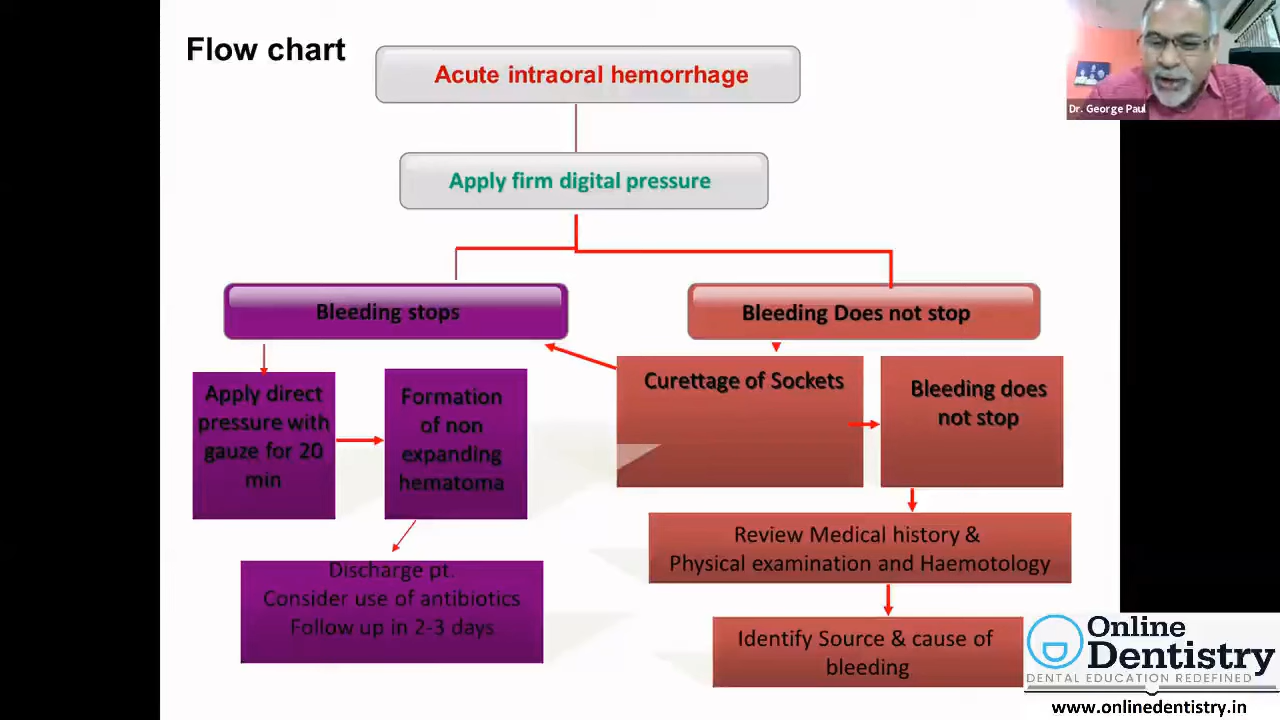 Flow chart
Acute intraoral hemorrhage
Dr. George Paul
Apply firm digital pressure
Bleeding stops
Bleeding Does not stop
Apply direct
pressure with
gauze for 20
min
Formation
of non
expanding
hematoma
Curettage of Sockets
Bleeding does
not stop
Review Medical history &
Physical examination and Haemotology
Discharge pt.
Consider use of antibiotics
Follow up in 2-3 days
Identify Source & cause of
bleeding
Online
Dentistry
DENTAL EDUCATION REDEFINED
www.onlinedentistry.in